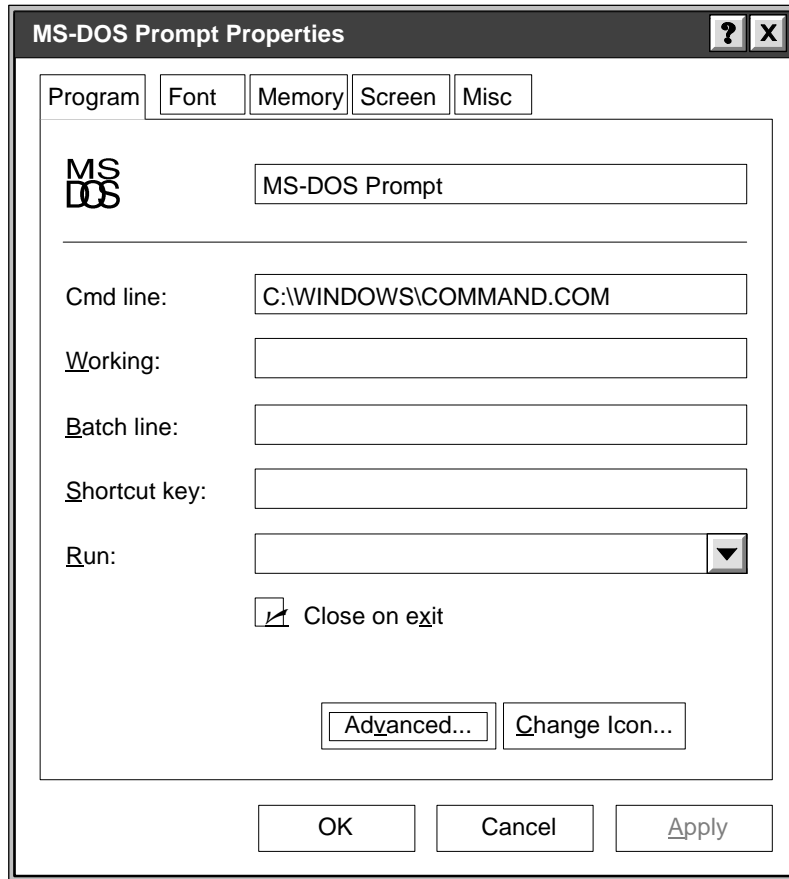 MS-DOS Prompt Properties ? X
Program Font Memory Screen Misc
MS
DOS
MS-DOS Prompt
Cmd line: C:\WINDOWS\COMMAND.COM
Working:
Batch line:
Shortcut key:
Run:
Close on exit
Advanced... Change Icon...
OK Cancel Apply